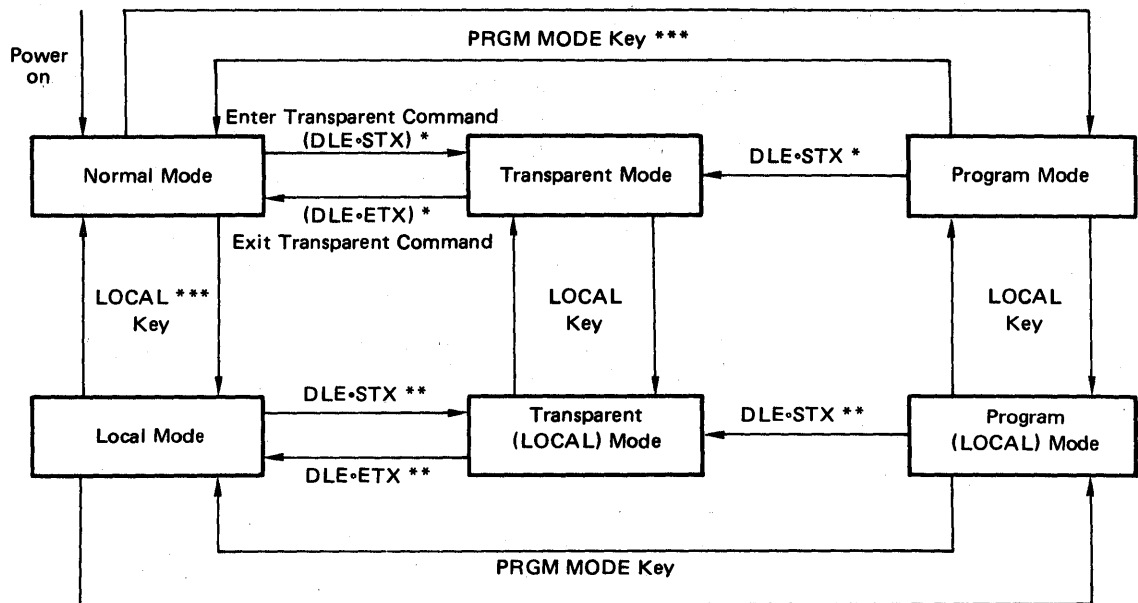 PRGM MODE Key ***
Power
on
Enter Transparent Command
(DLE•STX) *
Normal Mode
Transparent Mode
DLE•STX *
Program Mode
(DLE•ETX) *
Exit Transparent Command
LOCAL ***
Key
LOCAL
Key
LOCAL
Key
DLE•STX **
Local Mode
Transparent
(LOCAL) Mode
DLE•STX **
Program
(LOCAL) Mode
DLE•ETX **
PRGM MODE Key